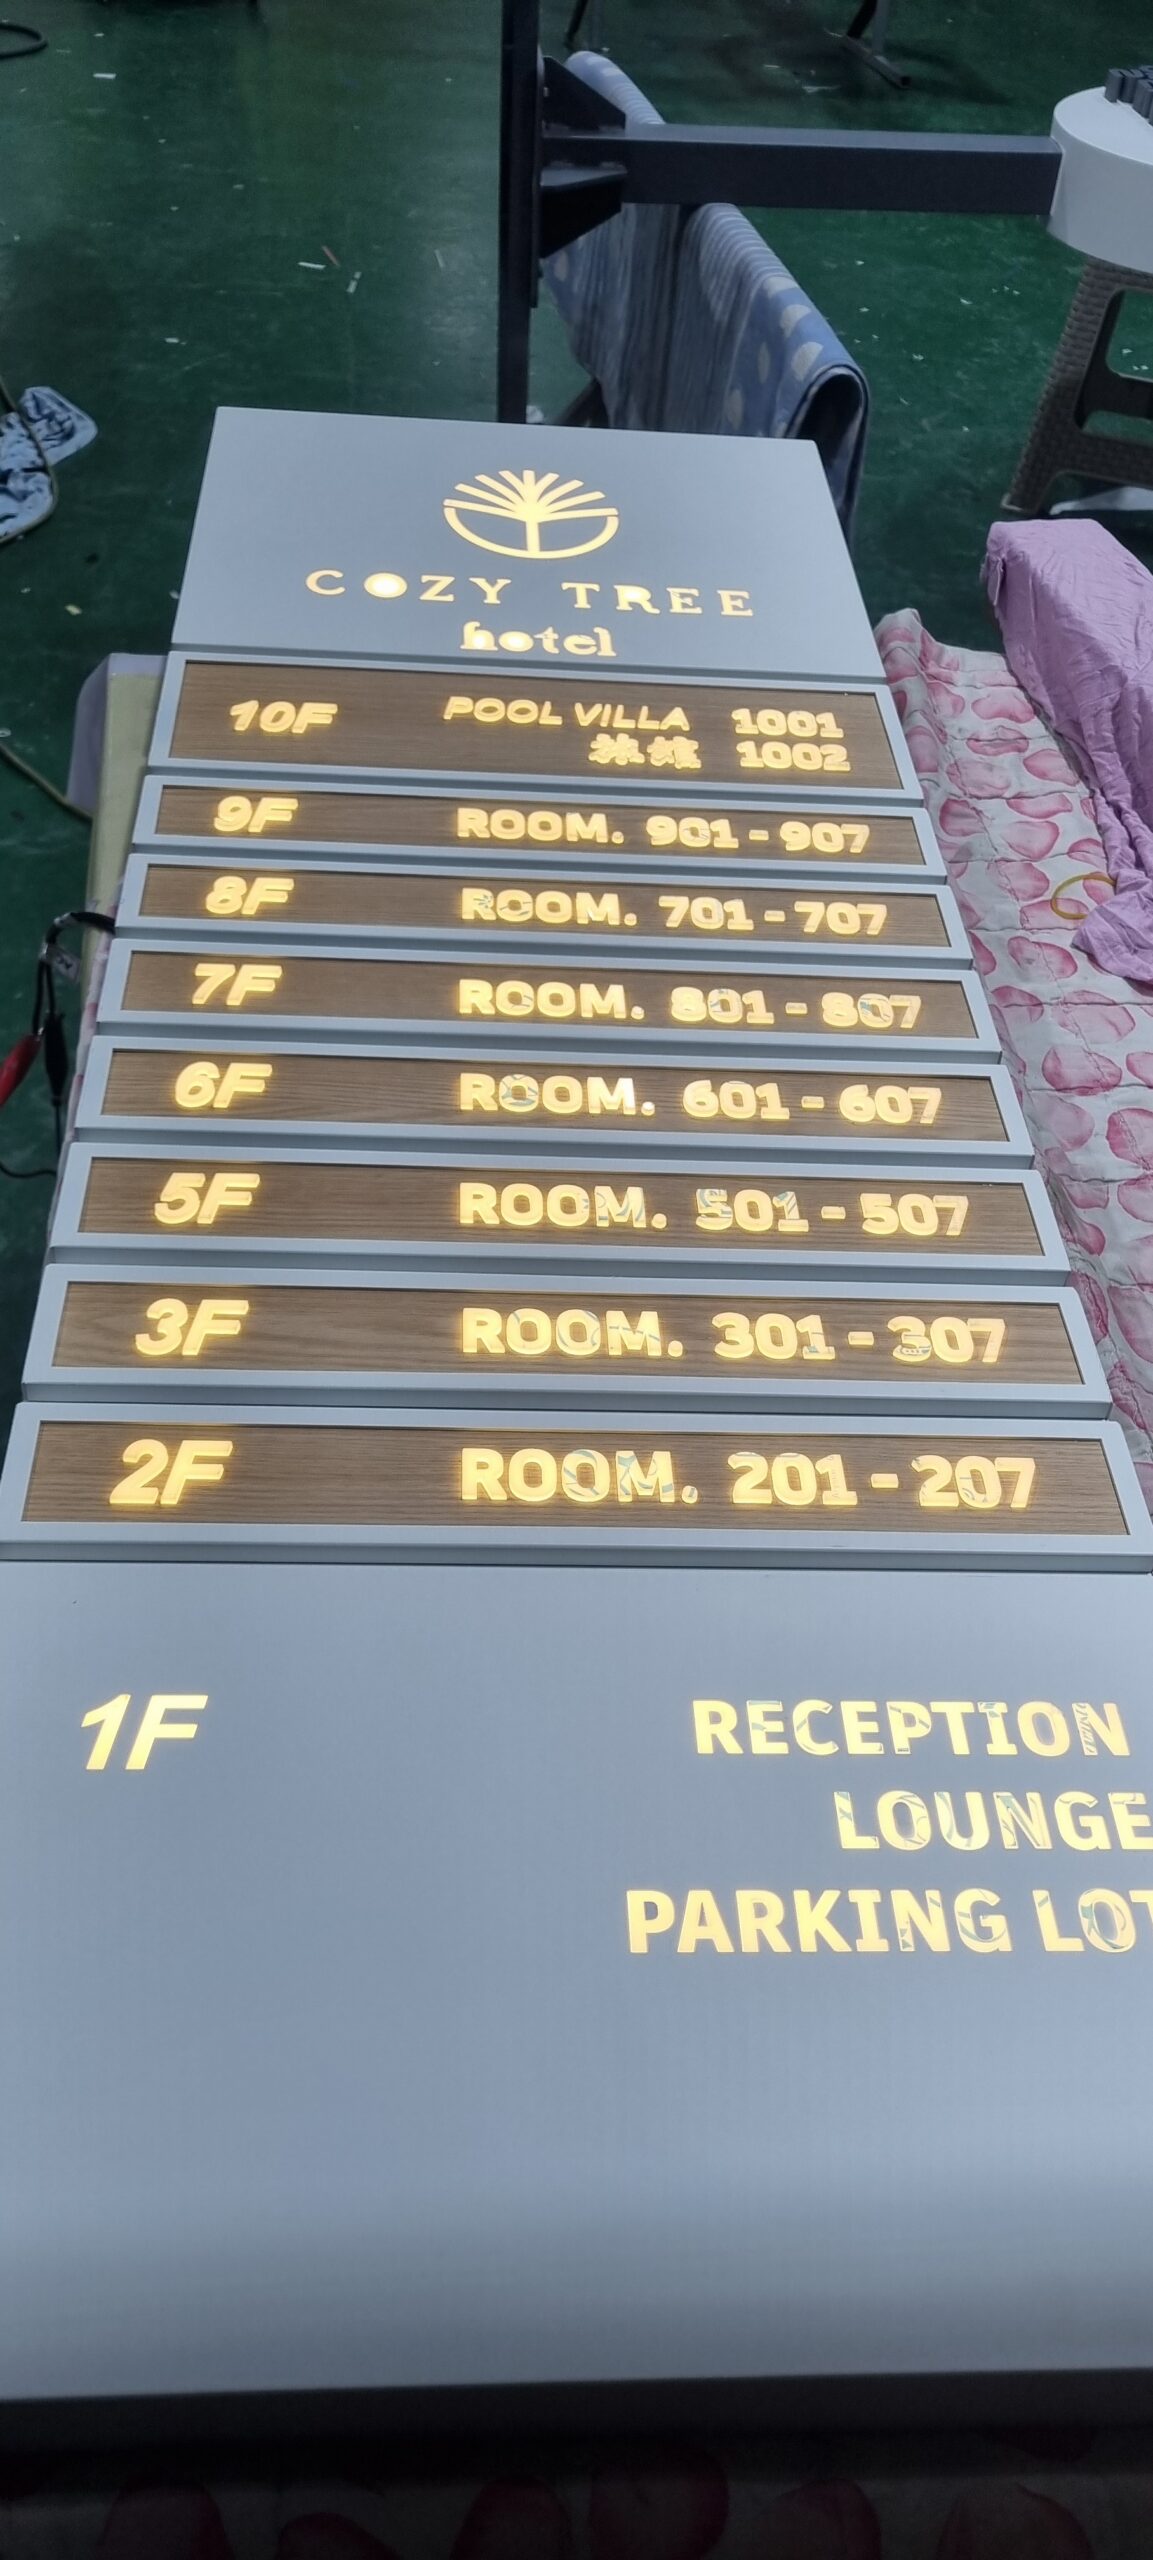 COZY TREE
hotel
10F POOL VILLA 1001
1002
9F ROOM. 901 - 907
8F ROOM. 701 - 707
7F ROOM. 801 - 807
6F ROOM. 601 - 607
5F ROOM. 501 - 507
3F ROOM. 301 - 307
2F ROOM. 201 - 207
1F RECEPTION
LOUNGE
PARKING LOT